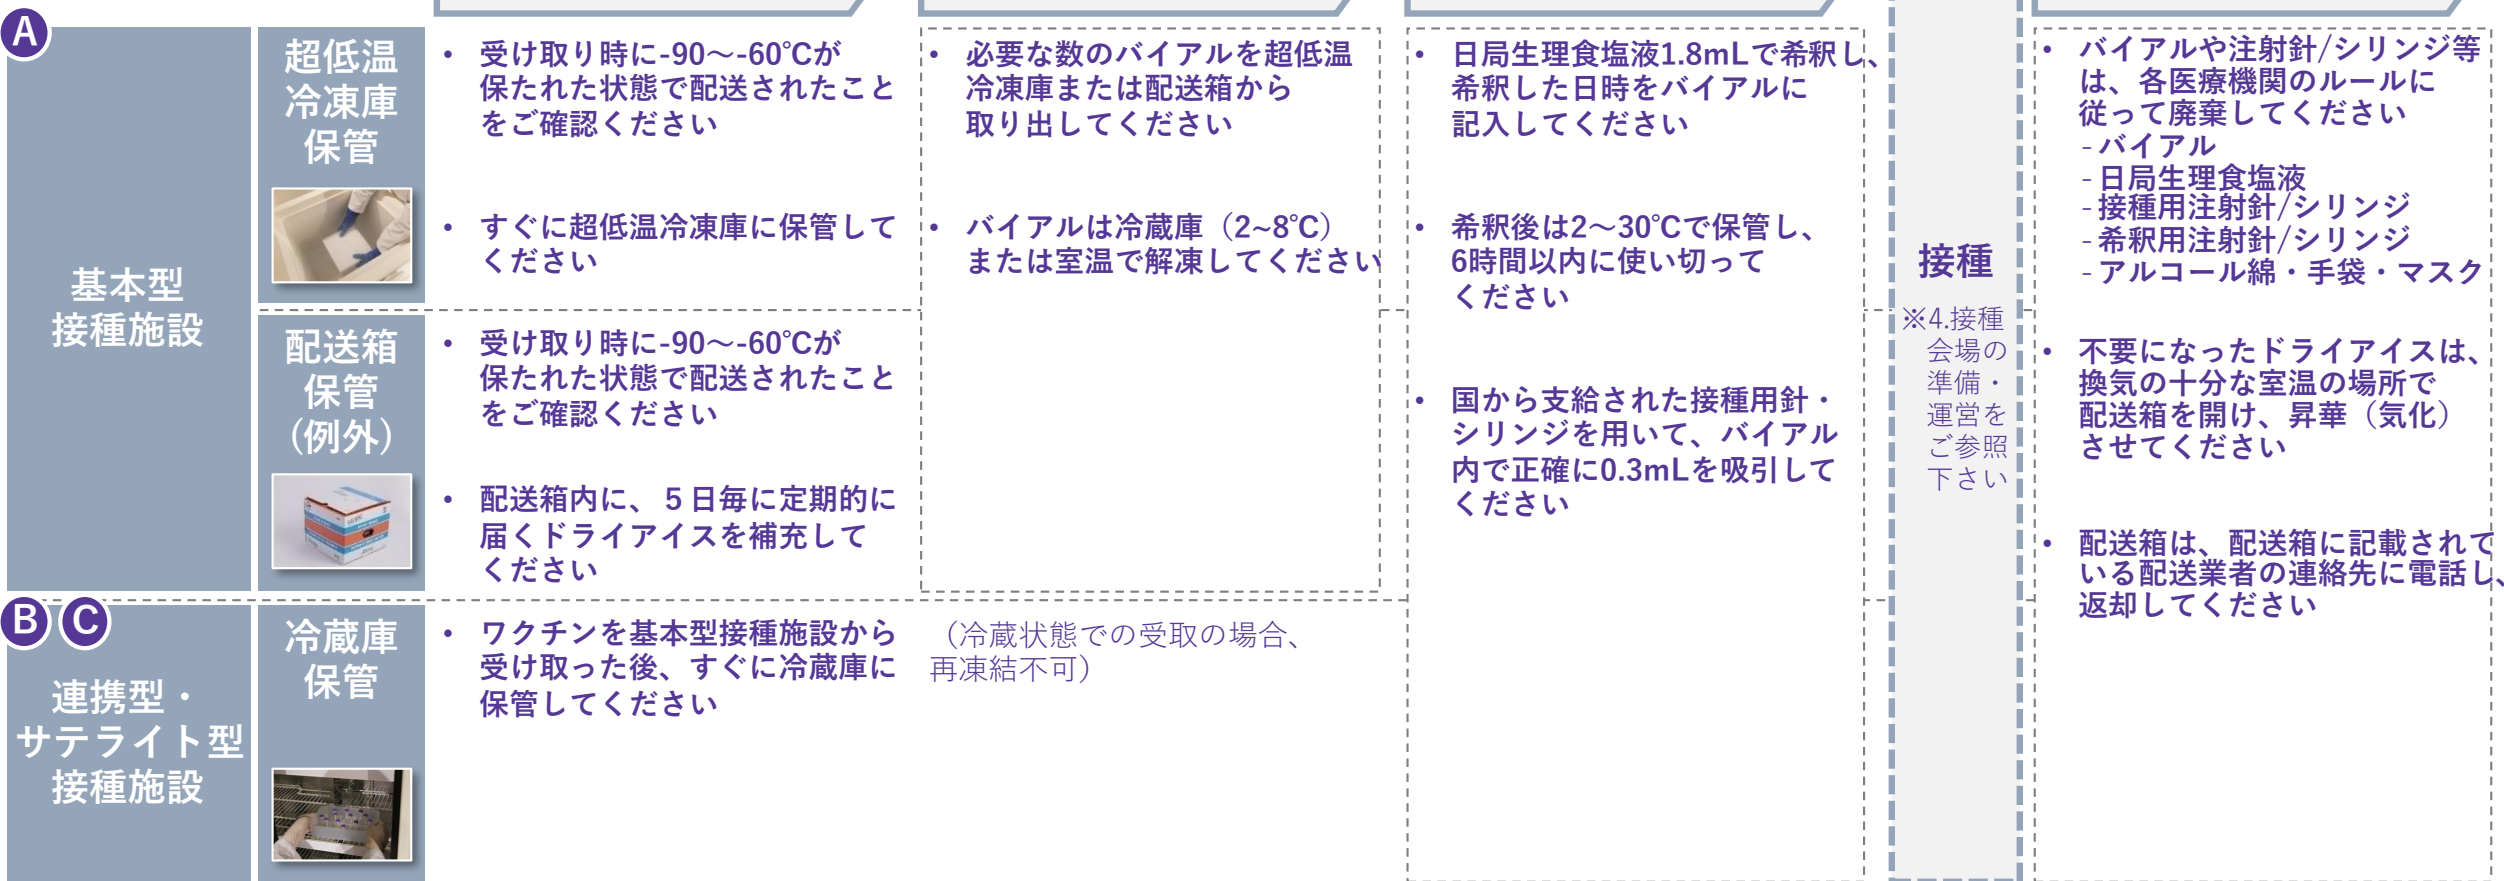 A
基本型
接種施設
超低温
冷凍庫
保管
• 受け取り時に-90～-60℃が
保たれた状態で配送されたこと
をご確認ください
• すぐに超低温冷凍庫に保管して
ください
• 必要な数のバイアルを超低温
冷凍庫または配送箱から
取り出してください
• バイアルは冷蔵庫（2~8℃）
または室温で解凍してください
• 日局生理食塩液1.8mLで希釈し、
希釈した日時をバイアルに
記入してください
• 希釈後は2～30℃で保管し、
6時間以内に使い切って
ください
• 国から支給された接種用針・
シリンジを用いて、バイアル
内で正確に0.3mLを吸引して
ください
接種
※4.接種
会場の
準備・
運営を
ご参照
下さい
• バイアルや注射針/シリンジ等
は、各医療機関のルールに
従って廃棄してください
- バイアル
- 日局生理食塩液
- 接種用注射針/シリンジ
- 希釈用注射針/シリンジ
- アルコール綿・手袋・マスク
• 不要になったドライアイスは、
換気の十分な室温の場所で
配送箱を開け、昇華（気化）
させてください
• 配送箱は、配送箱に記載されて
いる配送業者の連絡先に電話し、
返却してください
配送箱
保管
（例外）
• 受け取り時に-90～-60℃が
保たれた状態で配送されたこと
をご確認ください
• 配送箱内に、５日毎に定期的に
届くドライアイスを補充して
ください
B C
連携型・
サテライト型
接種施設
冷蔵庫
保管
• ワクチンを基本型接種施設から
受け取った後、すぐに冷蔵庫に
保管してください
（冷蔵状態での受取の場合、
再凍結不可）